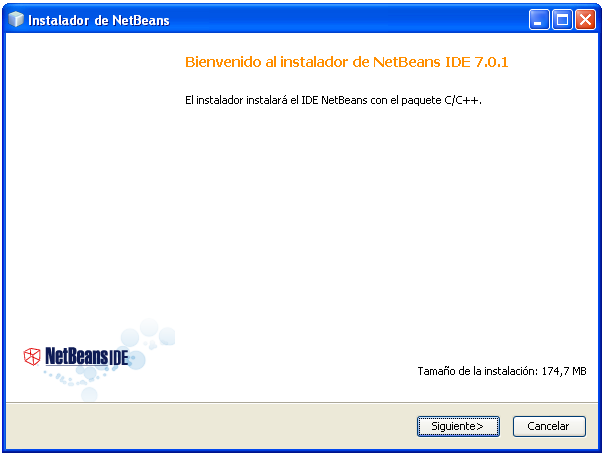 Instalador de NetBeans
Bienvenido al instalador de NetBeans IDE 7.0.1
El instalador instalará el IDE NetBeans con el paquete C/C++.
NetBeans IDE
Tamaño de la instalación: 174,7 MB
Siguiente>
Cancelar